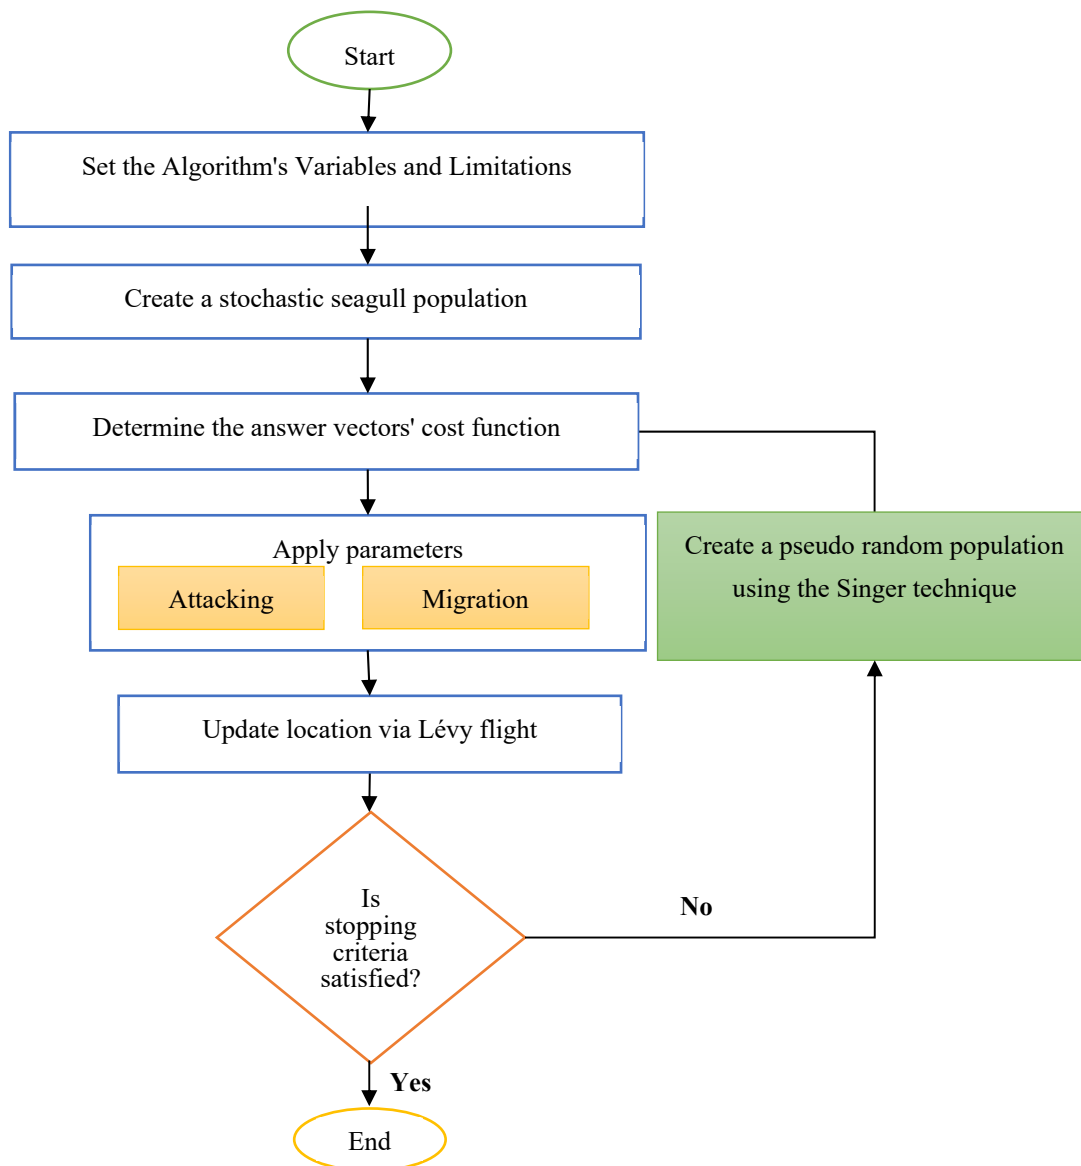 Start
Set the Algorithm's Variables and Limitations
Create a stochastic seagull population
Determine the answer vectors' cost function
Apply parameters
Attacking
Migration
Create a pseudo random population
using the Singer technique
Update location via Lévy flight
Is
stopping
criteria
satisfied?
No
Yes
End